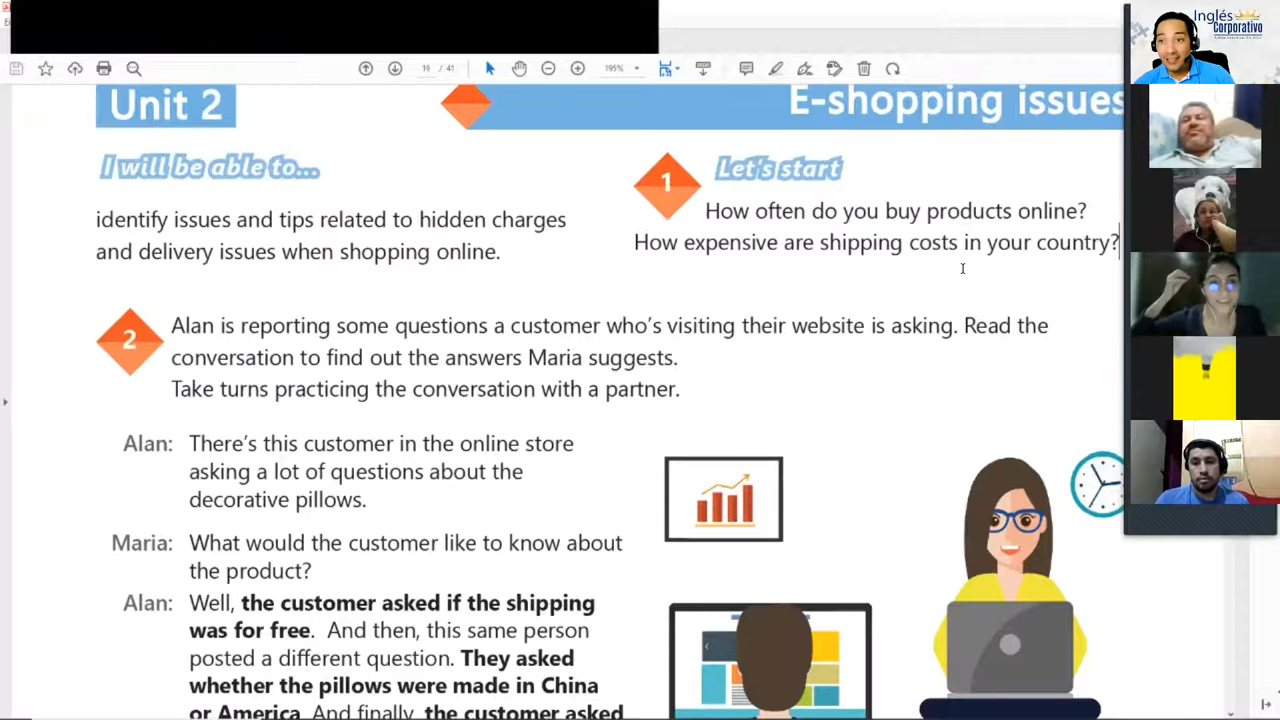 Inglés
Corporativo
19 / 41
195%
Unit 2
E-shopping issues
I will be able to...
1
Let's start
identify issues and tips related to hidden charges
and delivery issues when shopping online.
How often do you buy products online?
How expensive are shipping costs in your country?
2
Alan is reporting some questions a customer who's visiting their website is asking. Read the
conversation to find out the answers Maria suggests.
Take turns practicing the conversation with a partner.
Alan: There's this customer in the online store
asking a lot of questions about the
decorative pillows.
Maria: What would the customer like to know about
the product?
Alan: Well, the customer asked if the shipping
was for free. And then, this same person
posted a different question. They asked
whether the pillows were made in China
or America. And finally, the customer asked